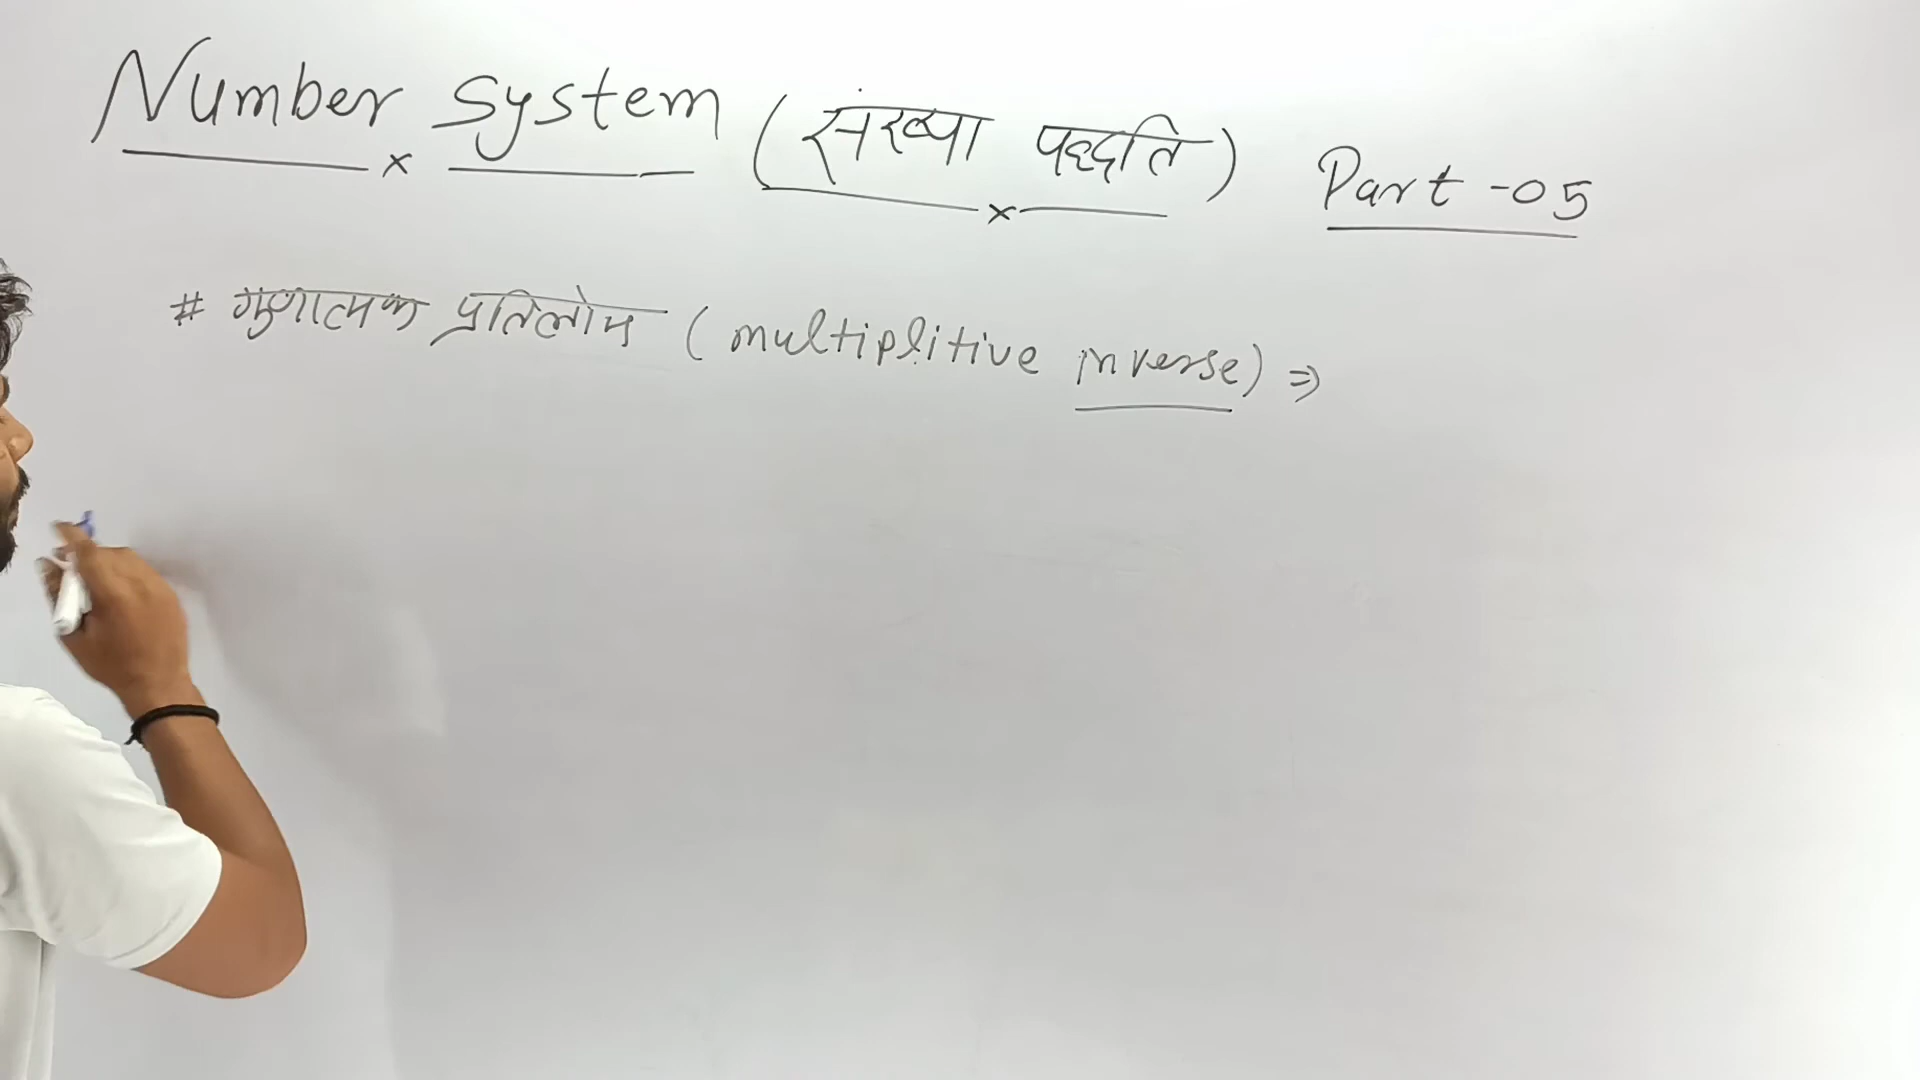 Number System (संख्या पद्धति) Part -05
# गुणात्मक प्रतिलोम (multiplitive inverse) ⇒